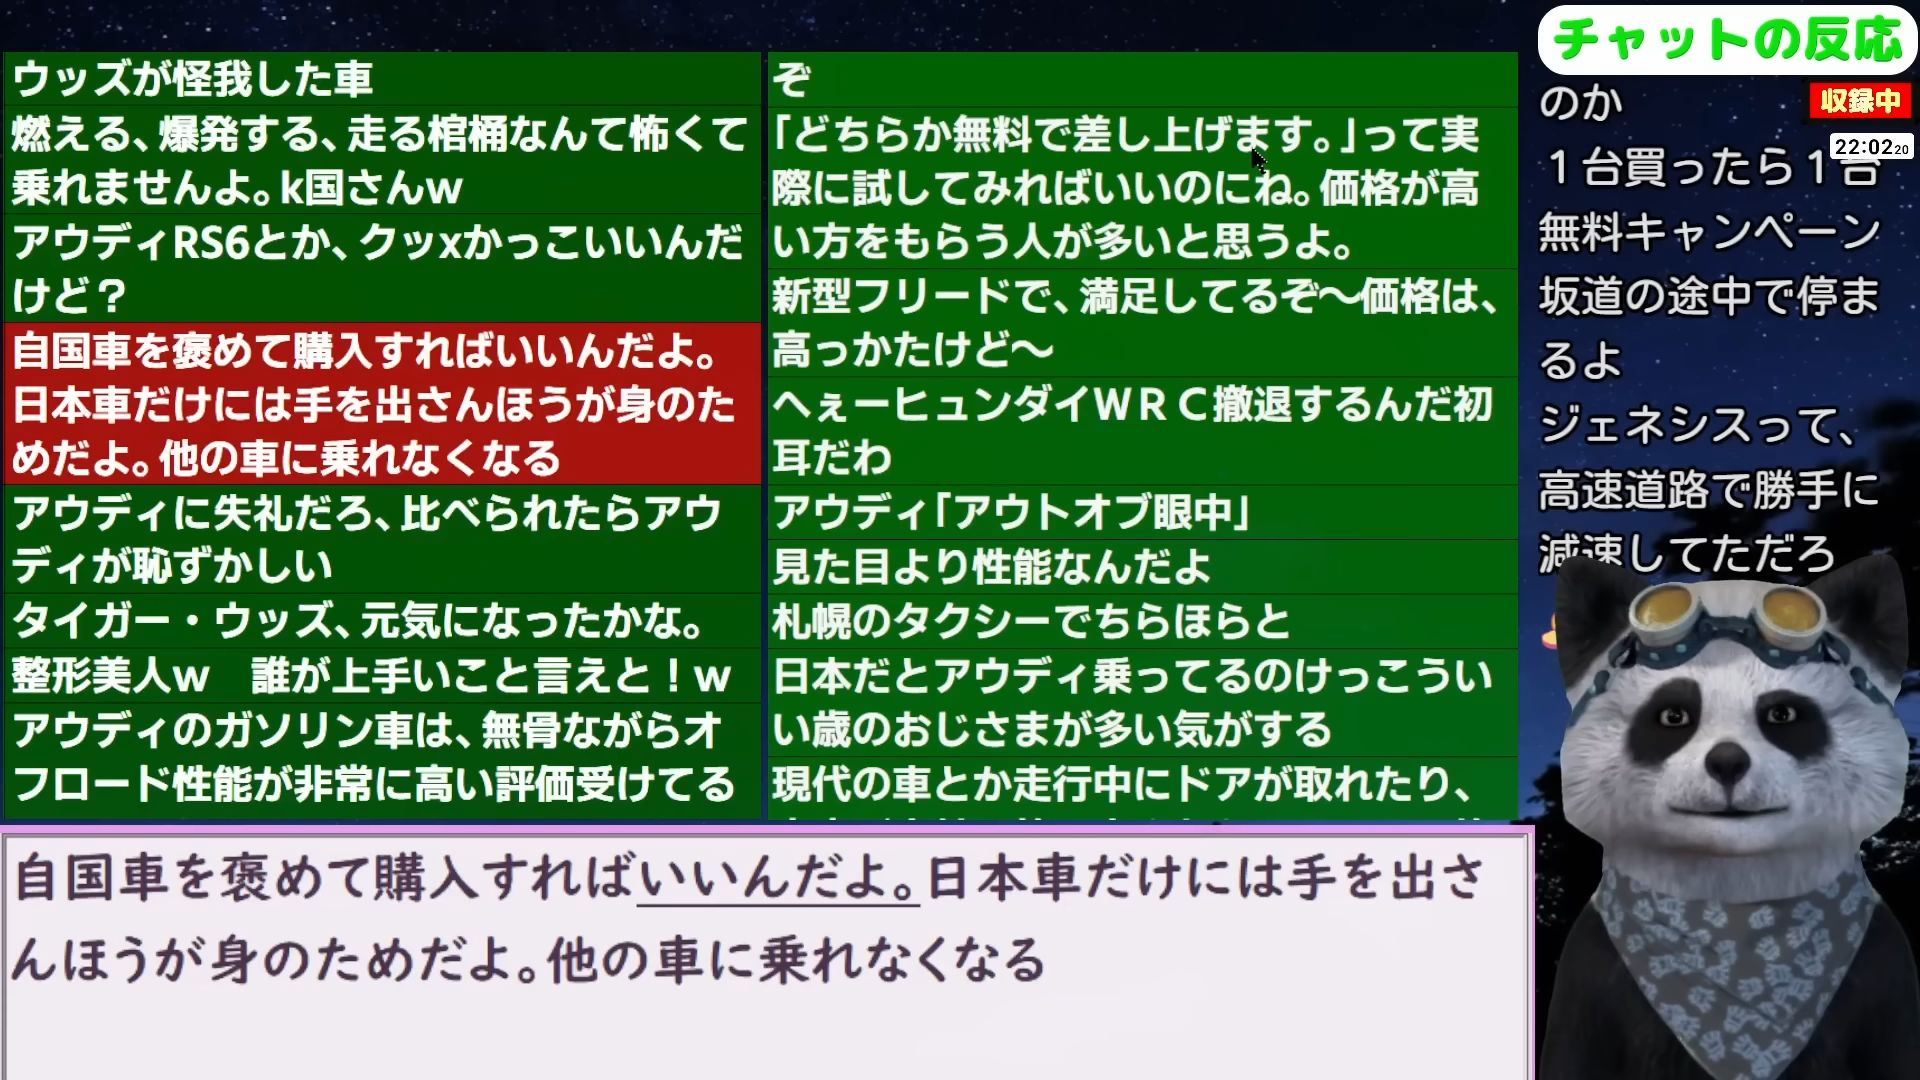 ウッズが怪我した車
燃える、爆発する、走る棺桶なんて怖くて
乗れませんよ。k国さんw
アウディRS6とか、クッxかっこいいんだ
けど？
自国車を褒めて購入すればいいんだよ。
日本車だけには手を出さんほうが身のた
めだよ。他の車に乗れなくなる
アウディに失礼だろ、比べられたらアウ
ディが恥ずかしい
タイガー・ウッズ、元気になったかな。
整形美人w　誰が上手いこと言えと！w
アウディのガソリン車は、無骨ながらオ
フロード性能が非常に高い評価受けてる
ぞ
「どちらか無料で差し上げます。」って実
際に試してみればいいのにね。価格が高
い方をもらう人が多いと思うよ。
新型フリードで、満足してるぞ〜価格は、
高っかたけど〜
へぇーヒュンダイＷＲＣ撤退するんだ初
耳だわ
アウディ「アウトオブ眼中」
見た目より性能なんだよ
札幌のタクシーでちらほらと
日本だとアウディ乗ってるのけっこうい
い歳のおじさまが多い気がする
現代の車とか走行中にドアが取れたり、
チャットの反応
収録中
22:02 20
のか
１台買ったら１台
無料キャンペーン
坂道の途中で停ま
るよ
ジェネシスって、
高速道路で勝手に
減速してただろ
自国車を褒めて購入すればいいんだよ。日本車だけには手を出さ
んほうが身のためだよ。他の車に乗れなくなる